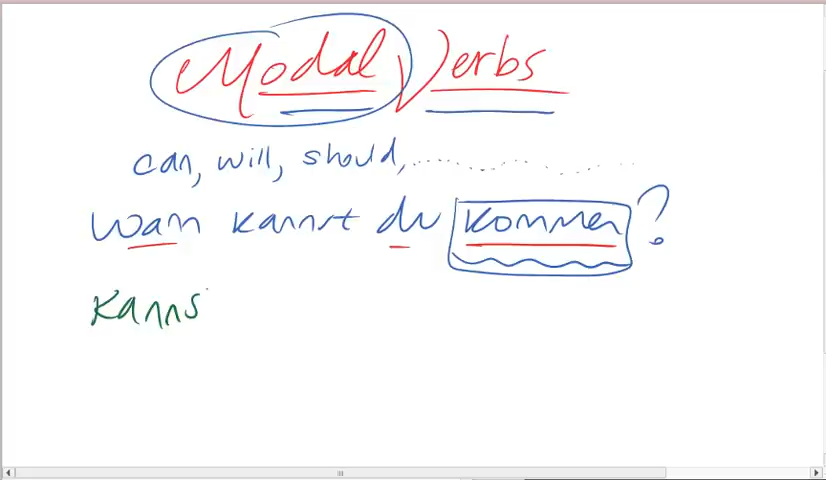 Modal Verbs
can, will, should, ............
Wann kannst du kommen?
Kanns